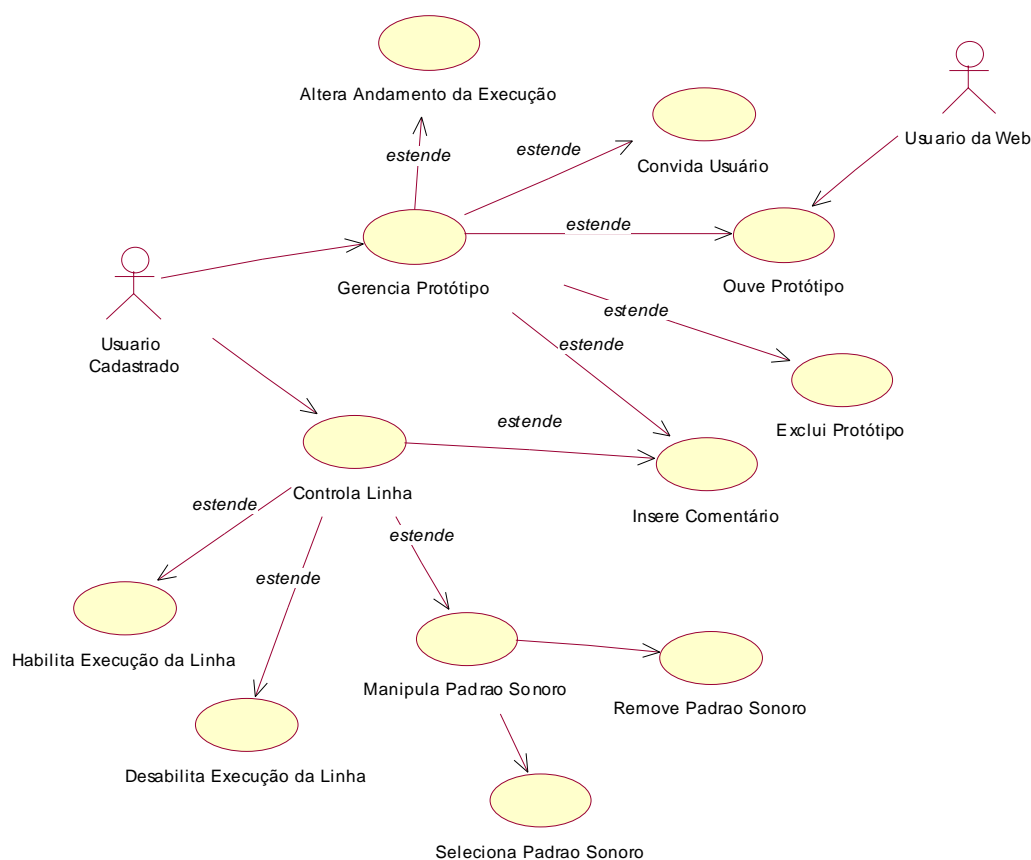 Altera Andamento da Execução
estende
estende
Convida Usuário
Usuario da Web
estende
Gerencia Protótipo
Ouve Protótipo
Usuario
Cadastrado
estende
estende
Exclui Protótipo
estende
Controla Linha
Insere Comentário
estende
estende
estende
Habilita Execução da Linha
Manipula Padrao Sonoro
Remove Padrao Sonoro
Desabilita Execução da Linha
Seleciona Padrao Sonoro